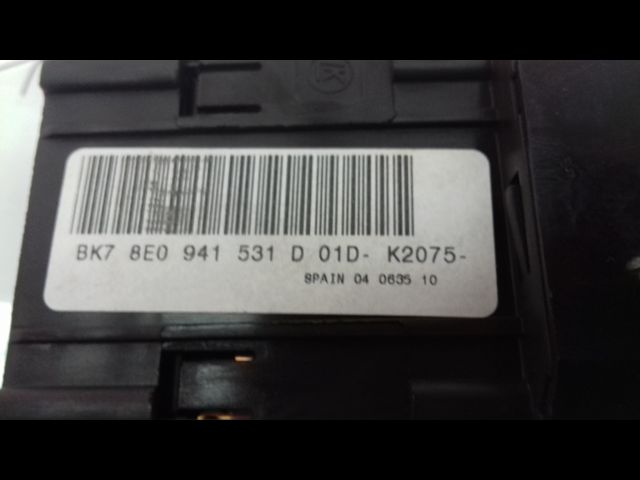 K
BK7 8E0 941 531 D 01D- K2075-
SPAIN 04 0635 10